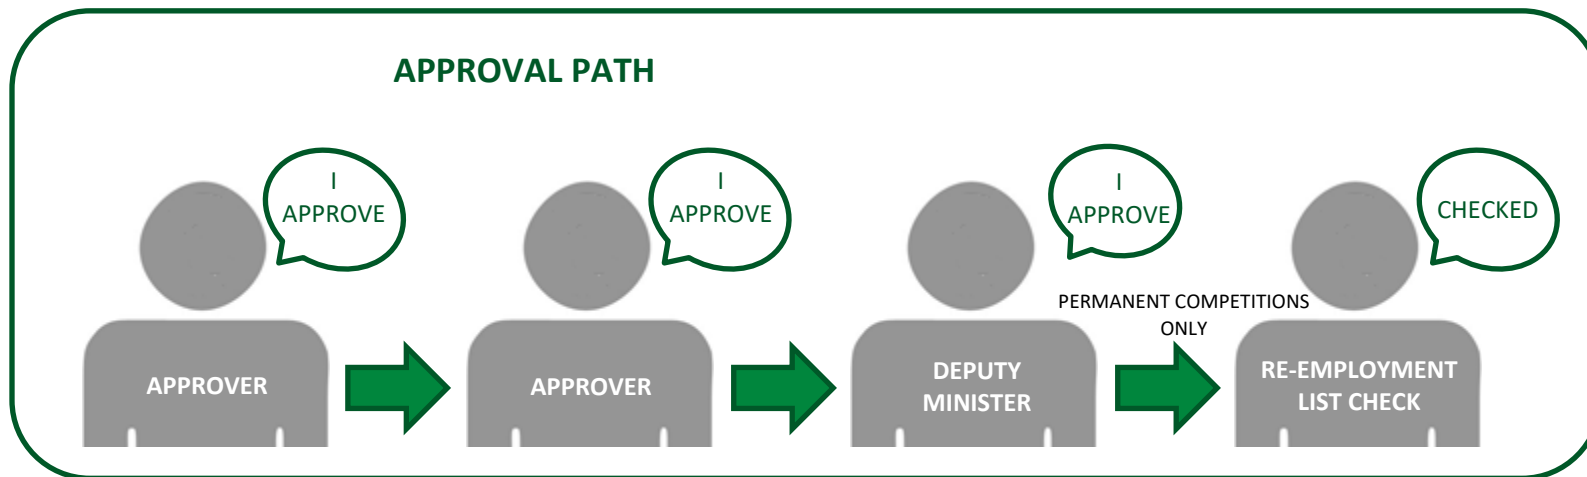 APPROVAL PATH
I
APPROVE
I
APPROVE
I
APPROVE
CHECKED
PERMANENT COMPETITIONS
ONLY
APPROVER
APPROVER
DEPUTY
MINISTER
RE-EMPLOYMENT
LIST CHECK